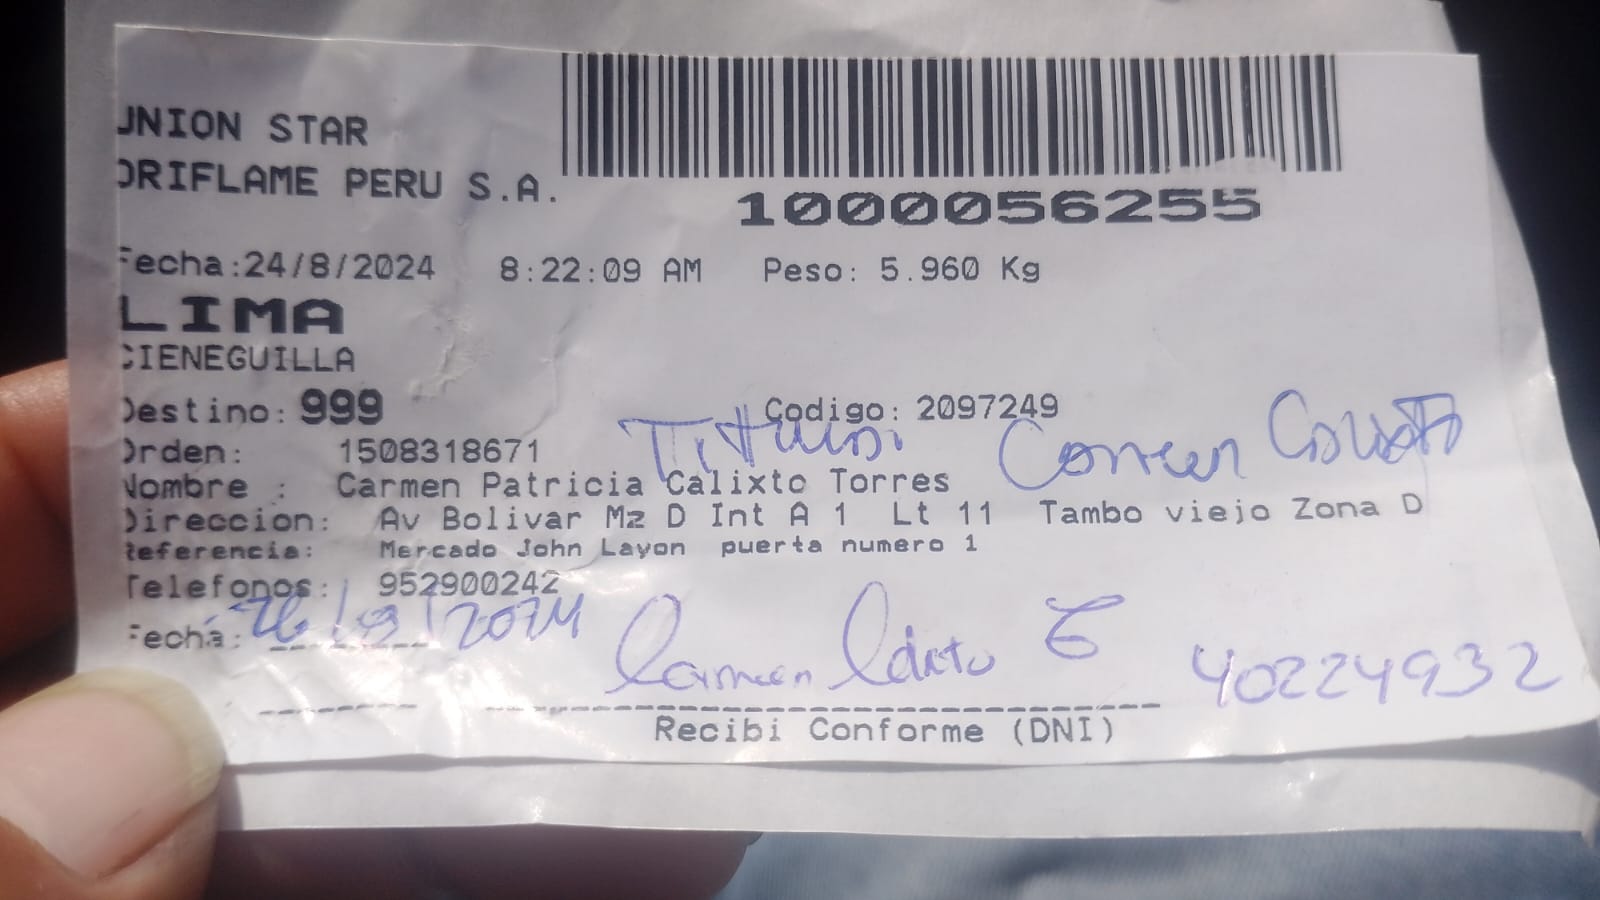 UNION STAR
ORIFLAME PERU S.A.
1000056255
Fecha:24/8/2024 8:22:09 AM Peso: 5.960 Kg
LIMA
CIENEGUILLA
Destino: 999 Codigo: 2097249
Orden: 1508318671 Titular Carmen Calixto
Nombre : Carmen Patricia Calixto Torres
Direccion: Av Bolivar Mz D Int A 1 Lt 11 Tambo viejo Zona D
Referencia: Mercado John Layon puerta numero 1
Telefonos: 952900242
Fecha: 26/8/2024 Carmen Calixto T 40224932
Recibi Conforme (DNI)